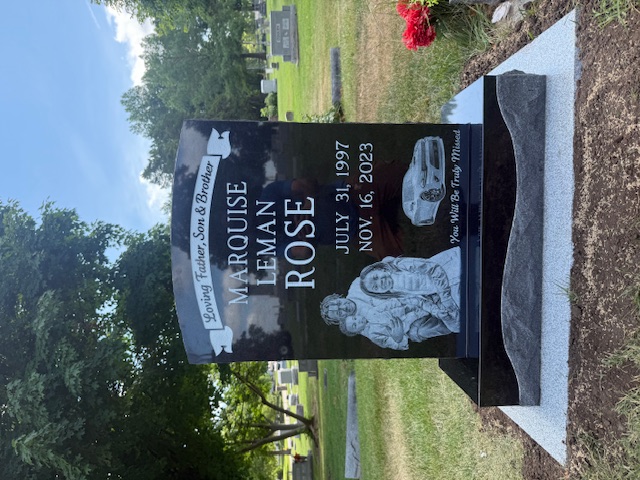 Loving Father, Son & Brother
MARQUISE
LEMAN
ROSE
JULY 31, 1997
NOV. 16, 2023
You Will Be Truly Missed